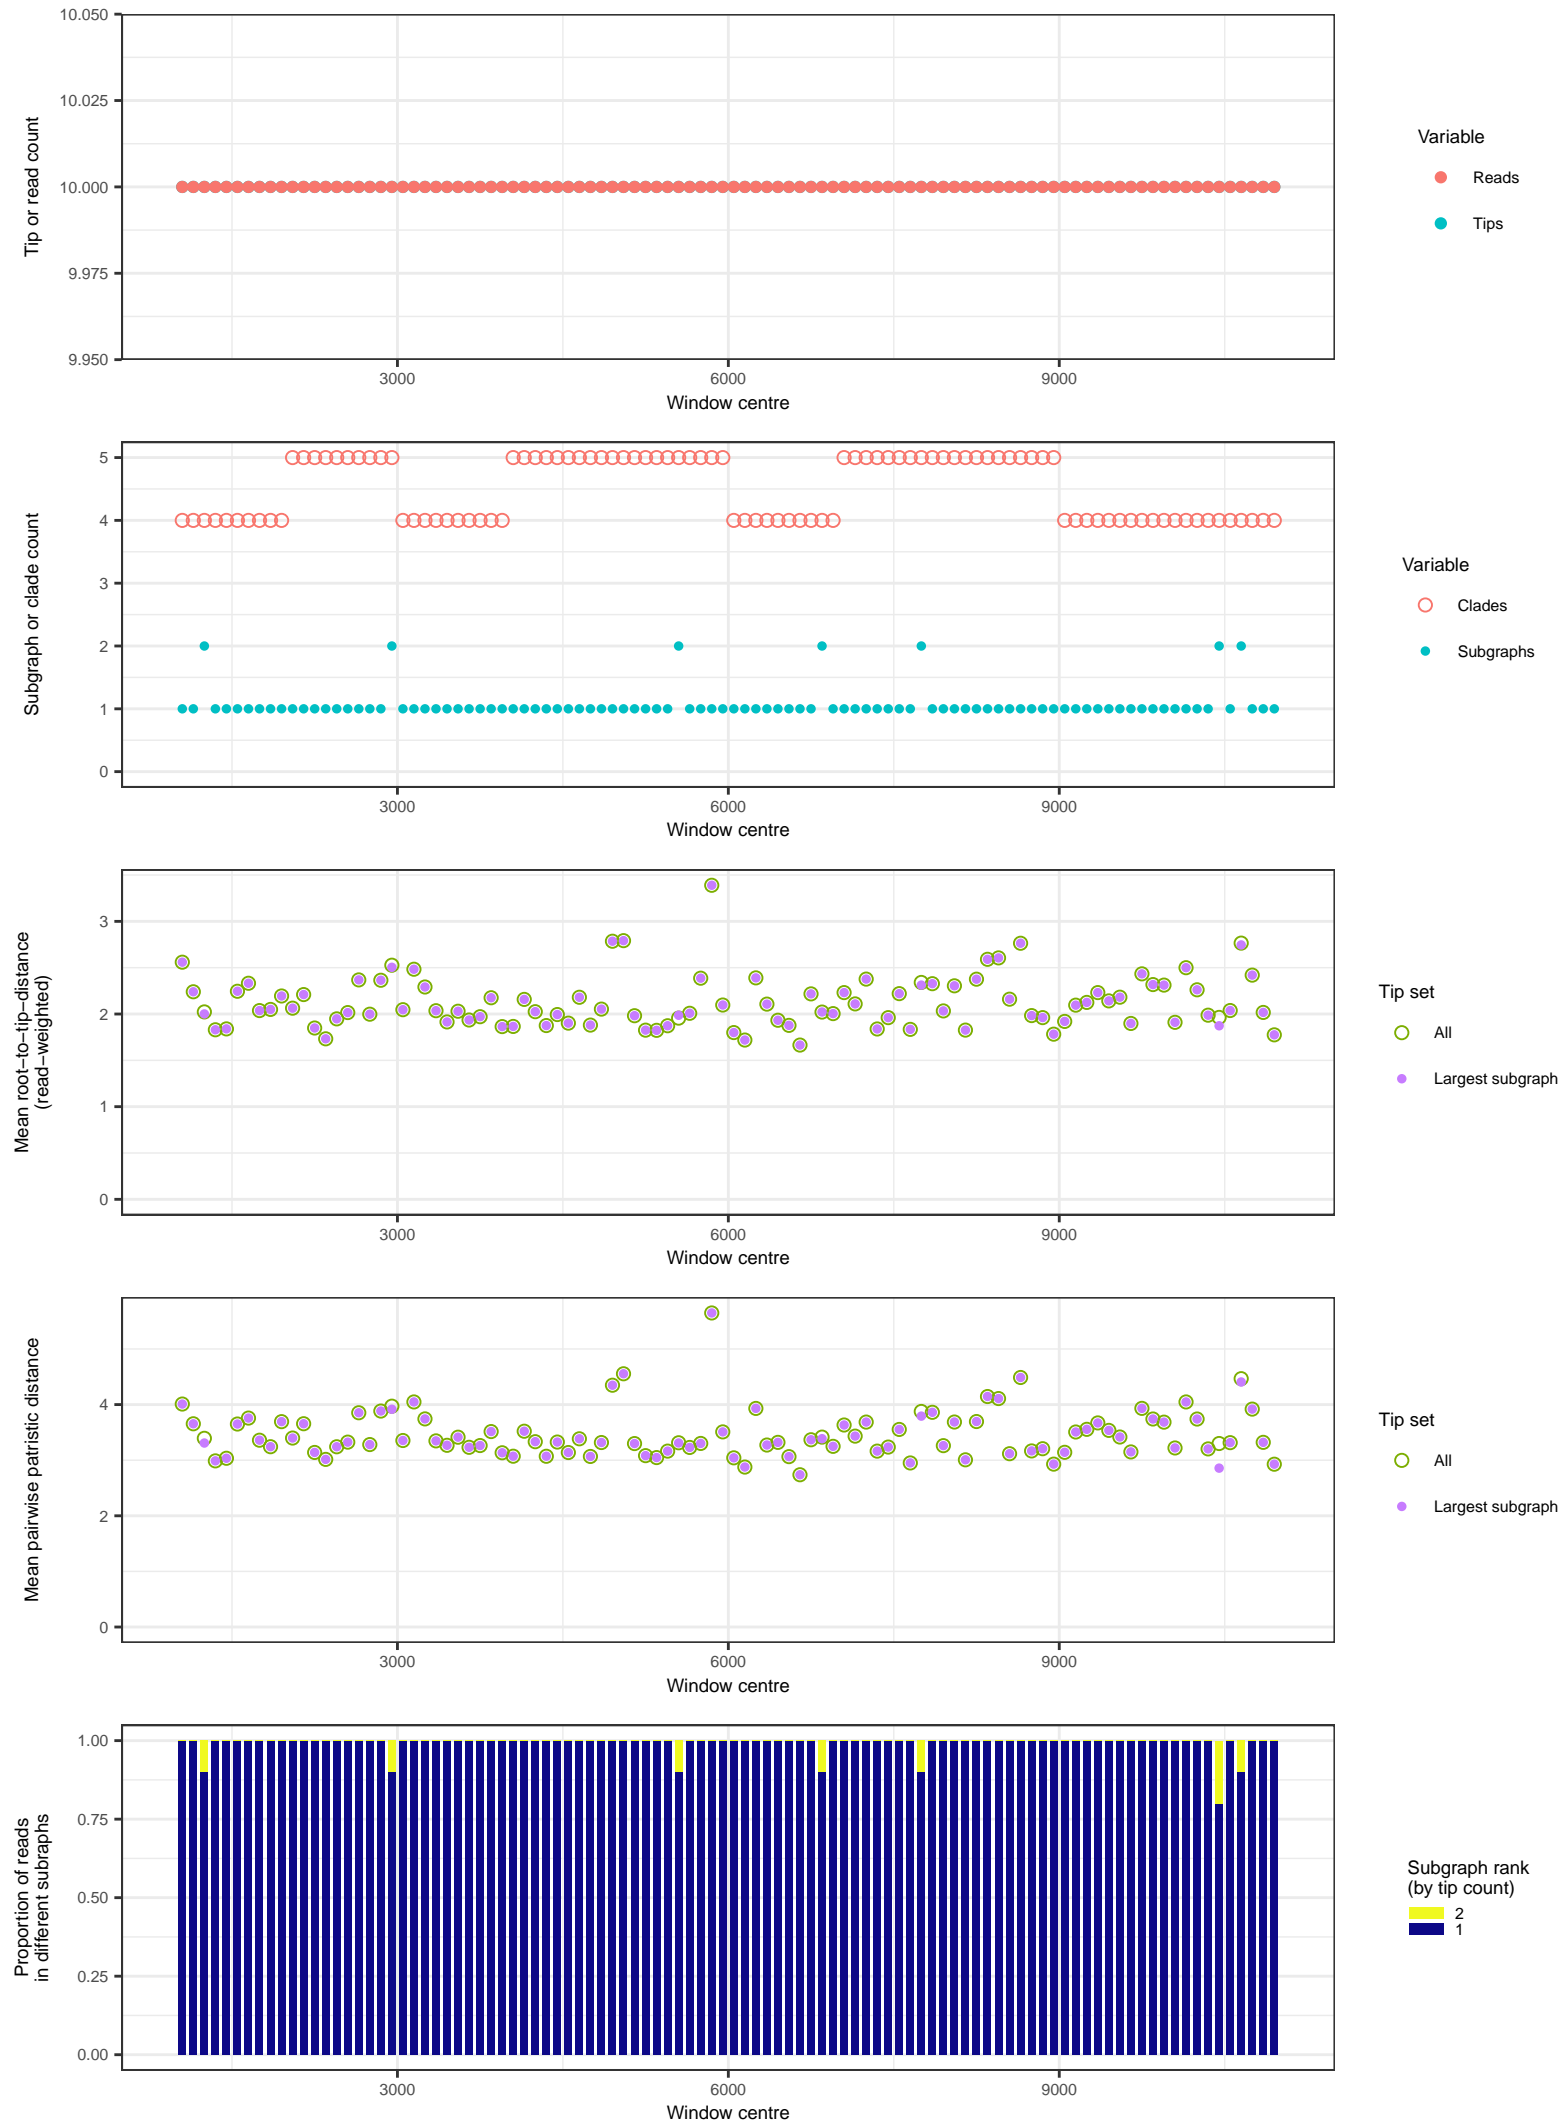 10.050
10.025
10.000
9.975
9.950
Tip or read count
3000
6000
9000
Window centre
Variable
Reads
Tips
5
4
3
2
1
0
Subgraph or clade count
3000
6000
9000
Window centre
Variable
Clades
Subgraphs
3
2
1
0
Mean root−to−tip−distance
(read−weighted)
3000
6000
9000
Window centre
Tip set
All
Largest subgraph
4
2
0
Mean pairwise patristic distance
3000
6000
9000
Window centre
Tip set
All
Largest subgraph
1.00
0.75
0.50
0.25
0.00
Proportion of reads
in different subraphs
3000
6000
9000
Window centre
Subgraph rank
(by tip count)
2
1